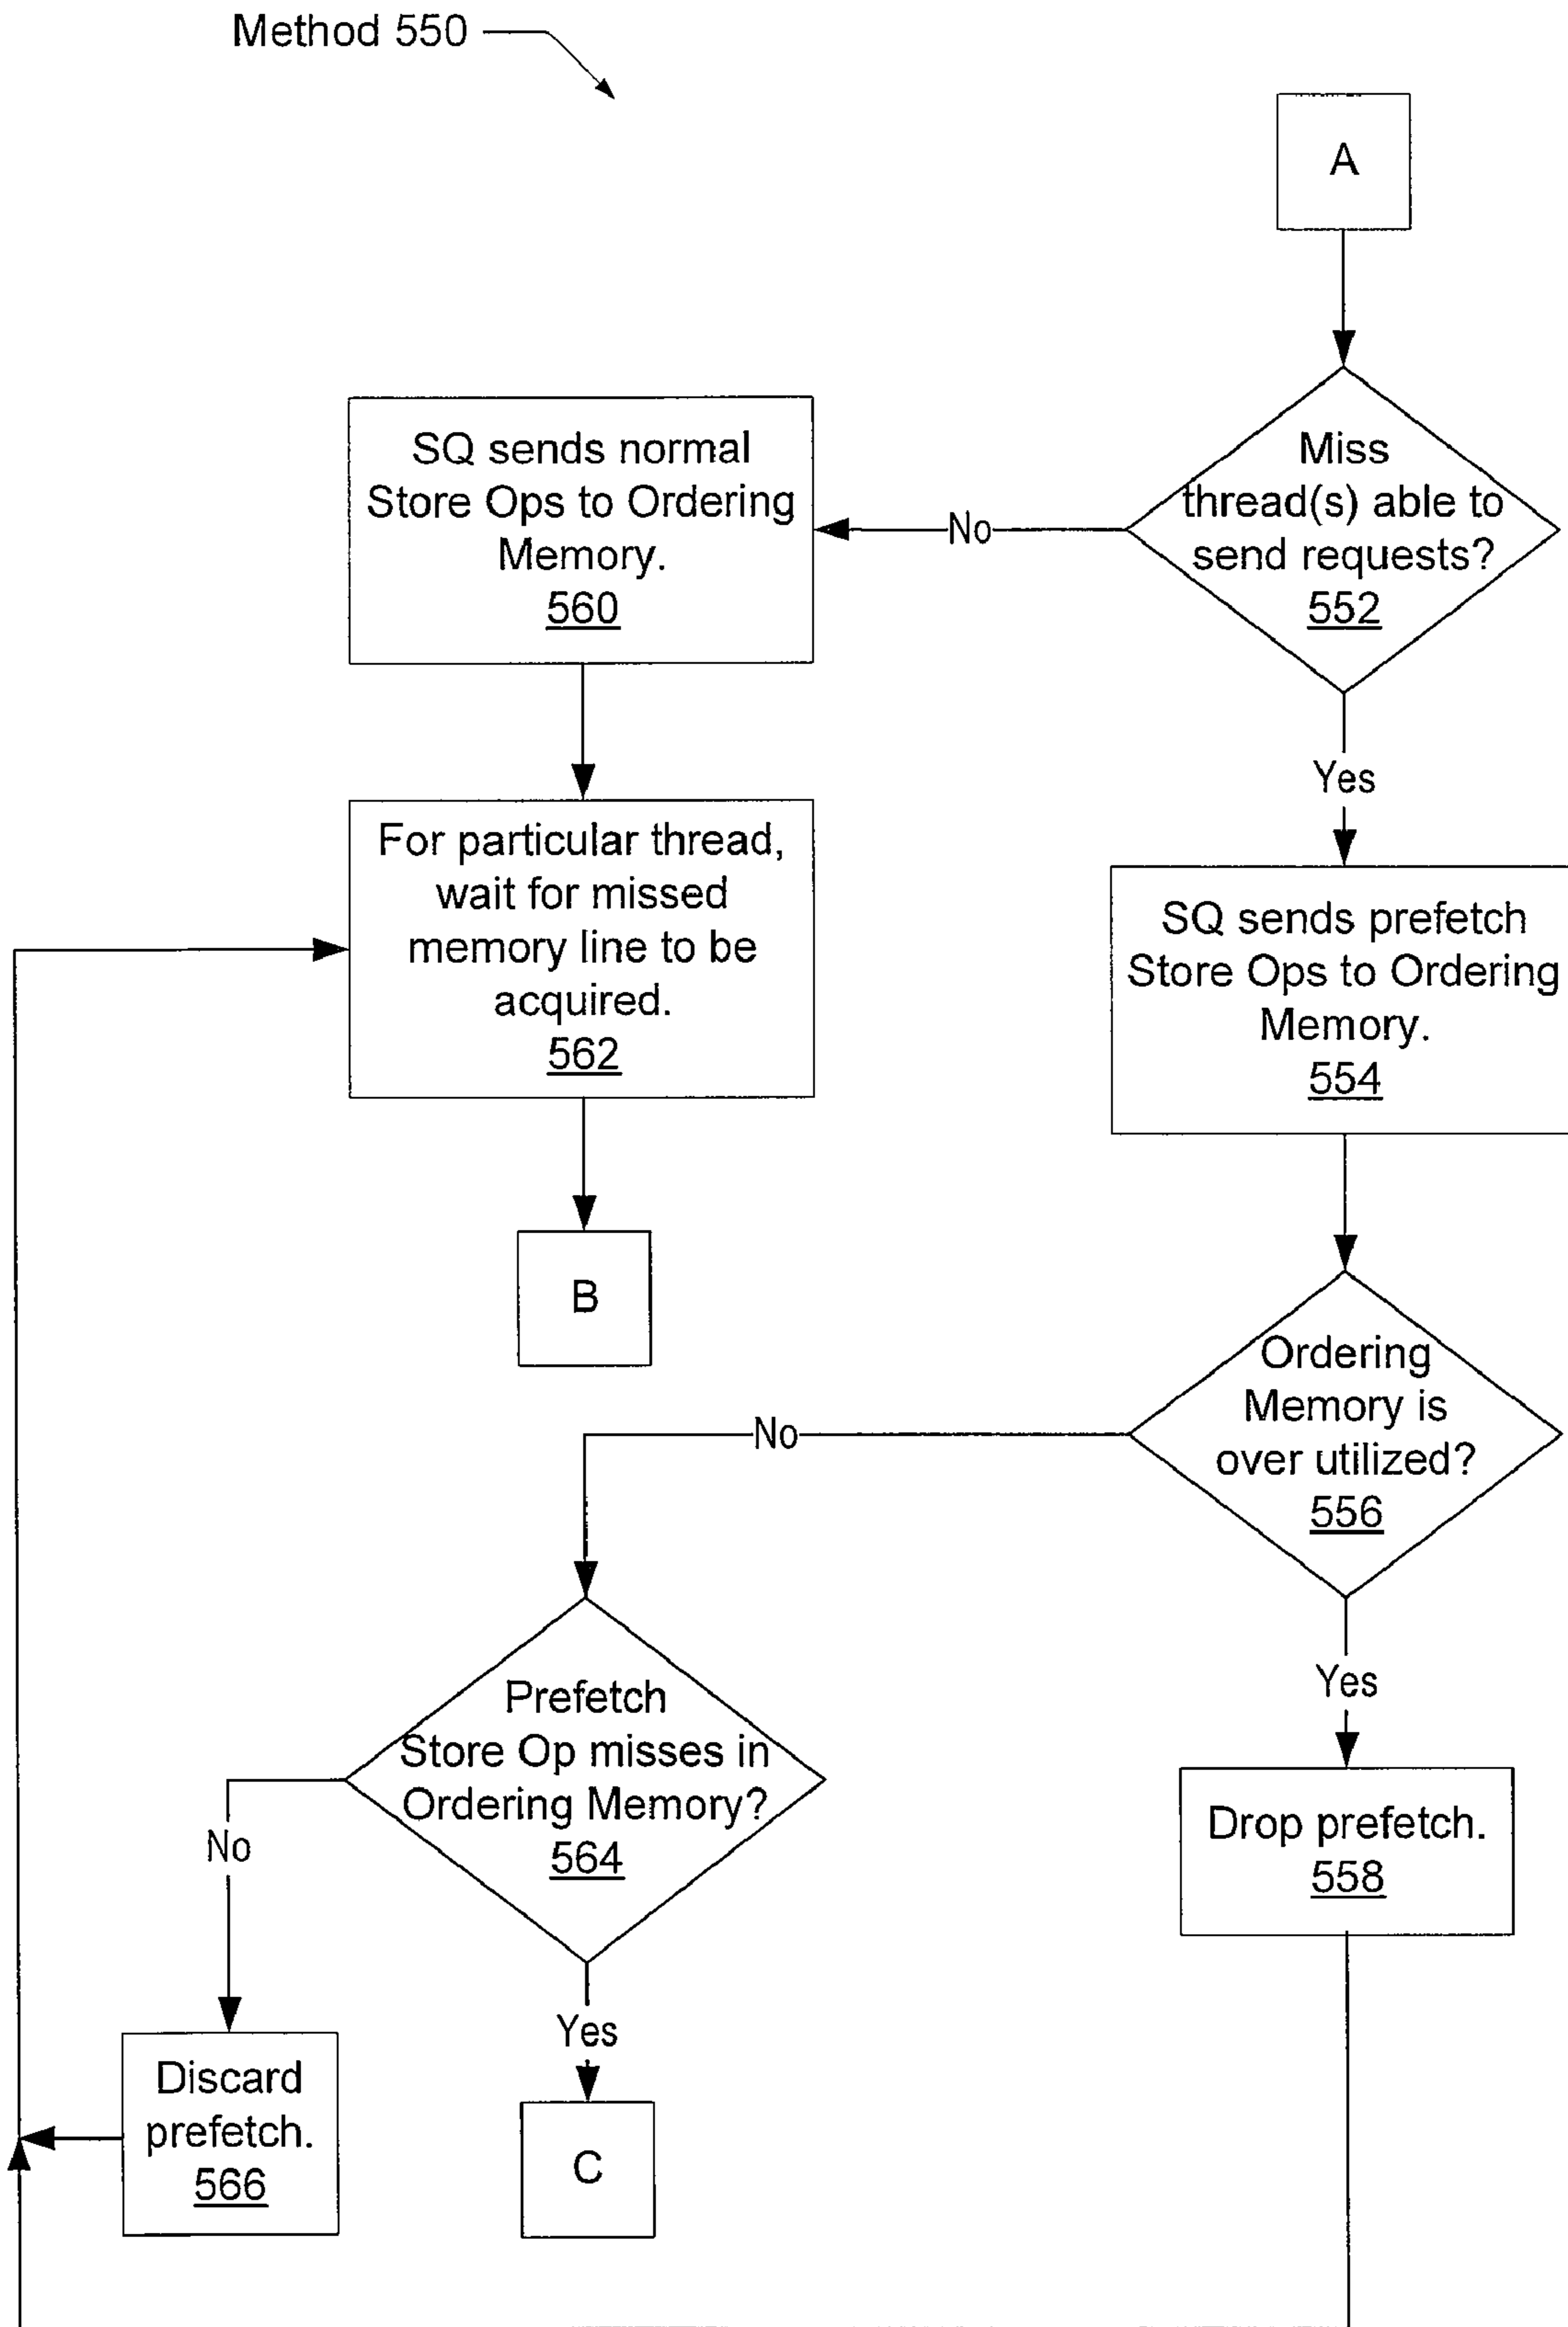 Method 550
A
Miss
thread(s) able to
send requests?
552
No
Yes
SQ sends normal
Store Ops to Ordering
Memory.
560
For particular thread,
wait for missed
memory line to be
acquired.
562
B
SQ sends prefetch
Store Ops to Ordering
Memory.
554
Ordering
Memory is
over utilized?
556
No
Yes
Prefetch
Store Op misses in
Ordering Memory?
564
No
Yes
Drop prefetch.
558
Discard
prefetch.
566
C